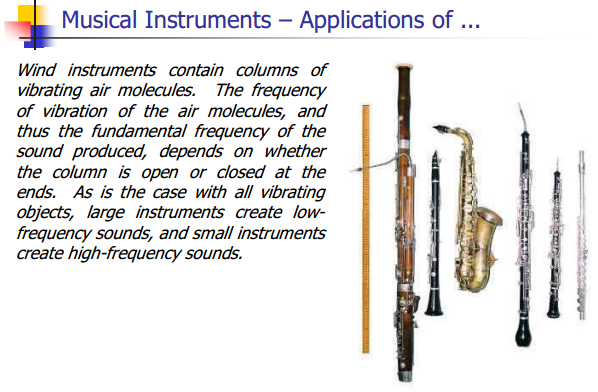 Musical Instruments – Applications of ...
Wind instruments contain columns of
vibrating air molecules. The frequency
of vibration of the air molecules, and
thus the fundamental frequency of the
sound produced, depends on whether
the column is open or closed at the
ends. As is the case with all vibrating
objects, large instruments create low-
frequency sounds, and small instruments
create high-frequency sounds.